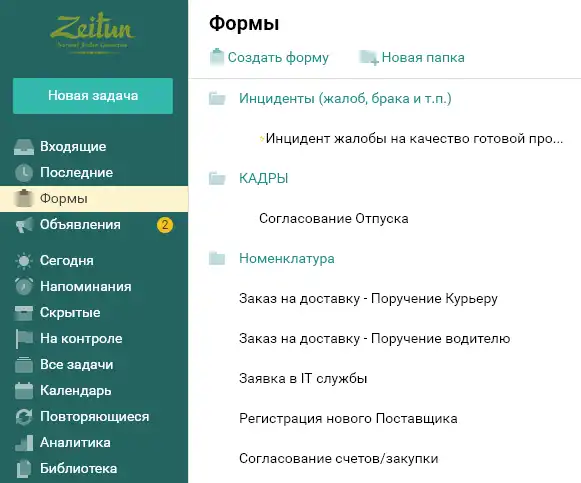 Zeitun
Новая задача
Входящие
Последние
Формы
Объявления 2
Сегодня
Напоминания
Скрытые
На контроле
Все задачи
Календарь
Повторяющиеся
Аналитика
Библиотека
Формы
Создать форму Новая папка
Инциденты (жалоб, брака и т.п.)
Инцидент жалобы на качество готовой про...
КАДРЫ
Согласование Отпуска
Номенклатура
Заказ на доставку - Поручение Курьеру
Заказ на доставку - Поручение водителю
Заявка в IT службы
Регистрация нового Поставщика
Согласование счетов/закупки